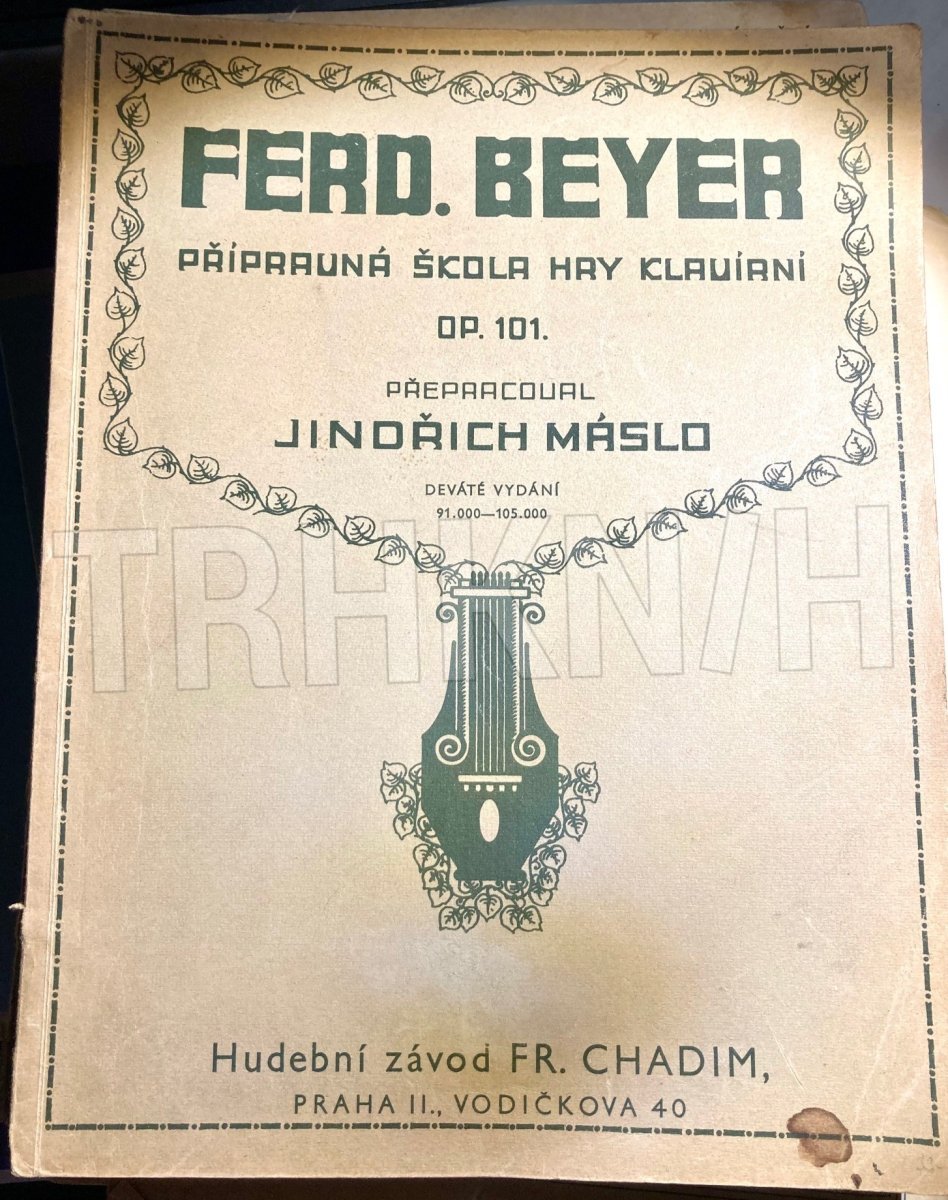 FERD. BEYER
PŘÍPRAVNÁ ŠKOLA HRY KLAVÍRNÍ
OP. 101.
PŘEPRACOVAL
JINDŘICH MÁSLO
DEVÁTÉ VYDÁNÍ
91.000—105.000
TRHKN/H
Hudební závod FR. CHADIM,
PRAHA II., VODIČKOVA 40